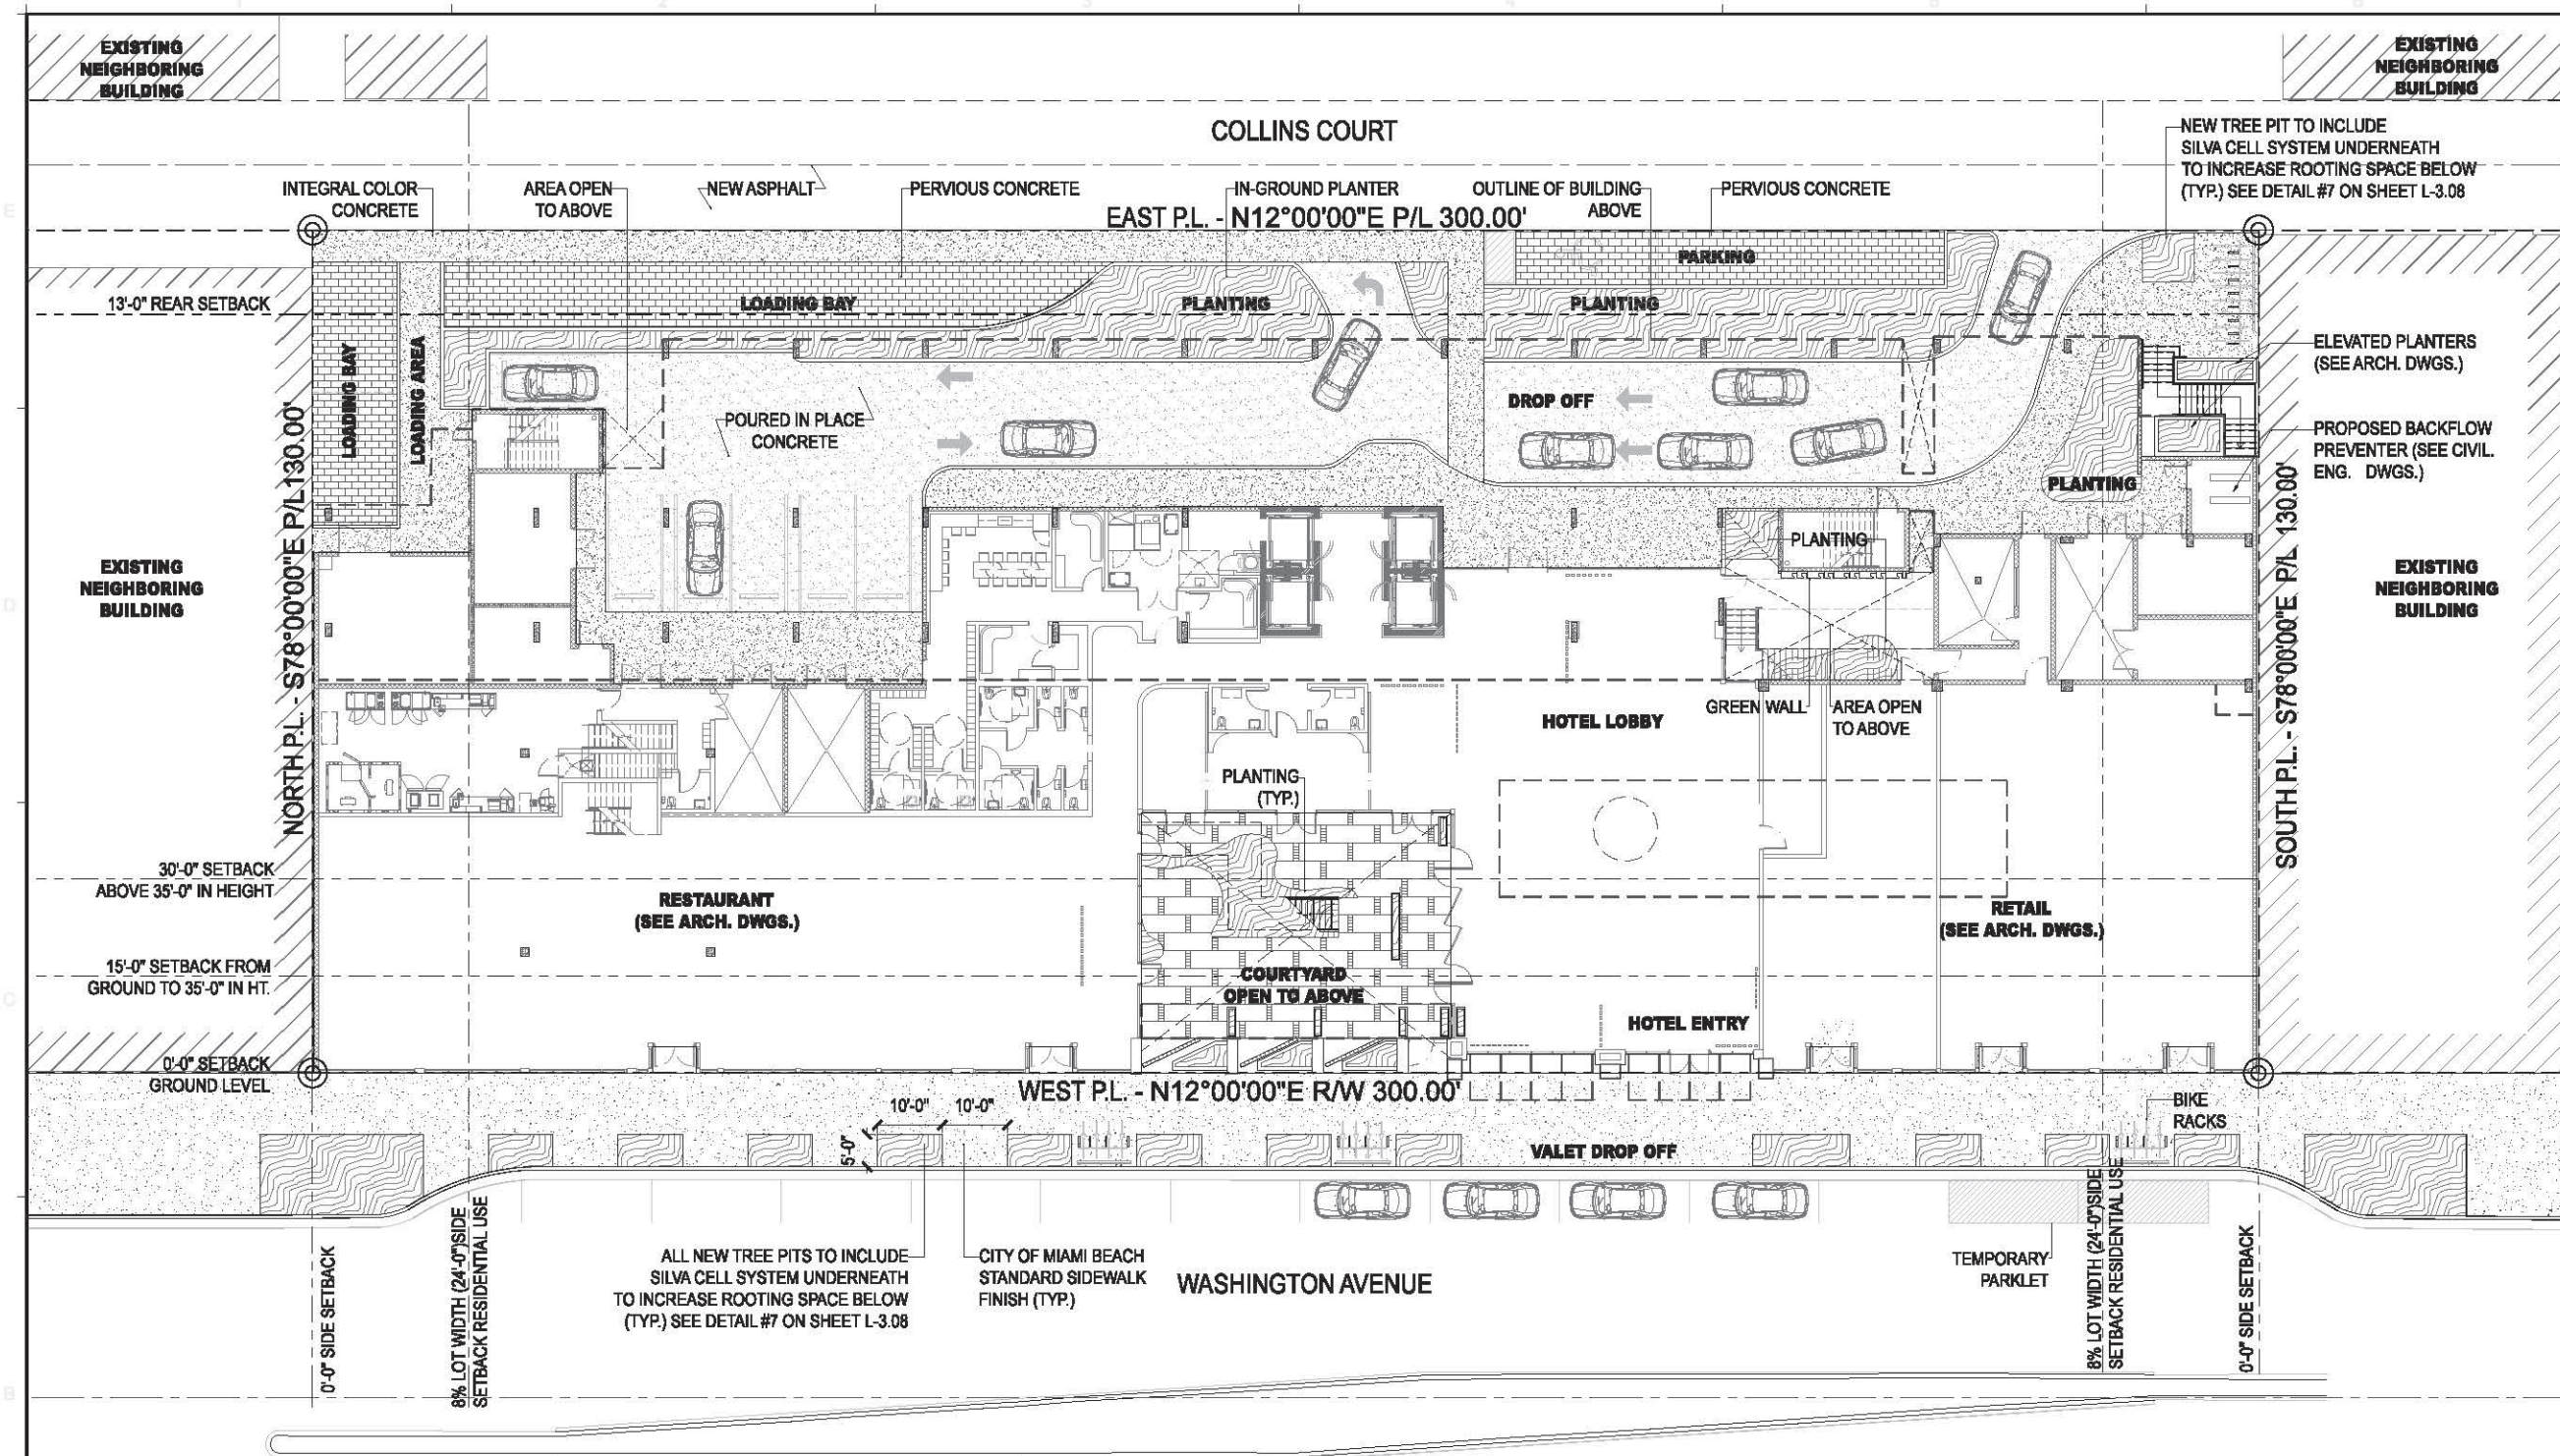 EXISTING
NEIGHBORING
BUILDING
EXISTING
NEIGHBORING
BUILDING
COLLINS COURT
NEW TREE PIT TO INCLUDE
SILVA CELL SYSTEM UNDERNEATH
TO INCREASE ROOTING SPACE BELOW
(TYP.) SEE DETAIL #7 ON SHEET L-3.08
INTEGRAL COLOR
CONCRETE
AREA OPEN
TO ABOVE
NEW ASPHALT
PERVIOUS CONCRETE
IN-GROUND PLANTER
OUTLINE OF BUILDING
ABOVE
PERVIOUS CONCRETE
EAST P.L. - N12°00'00"E P/L 300.00'
PARKING
13'-0" REAR SETBACK
LOADING BAY
PLANTING
PLANTING
LOADING BAY
LOADING AREA
ELEVATED PLANTERS
(SEE ARCH. DWGS.)
DROP OFF
POURED IN PLACE
CONCRETE
PROPOSED BACKFLOW
PREVENTER (SEE CIVIL.
ENG. DWGS.)
PLANTING
NORTH P.L. - S78°00'00"E P/L130.00'
SOUTH P.L. - S78°00'00"E P/L 130.00'
PLANTING
EXISTING
NEIGHBORING
BUILDING
EXISTING
NEIGHBORING
BUILDING
GREEN WALL
AREA OPEN
TO ABOVE
HOTEL LOBBY
PLANTING
(TYP.)
30'-0" SETBACK
ABOVE 35'-0" IN HEIGHT
RESTAURANT
(SEE ARCH. DWGS.)
RETAIL
(SEE ARCH. DWGS.)
15'-0" SETBACK FROM
GROUND TO 35'-0" IN HT.
COURTYARD
OPEN TO ABOVE
HOTEL ENTRY
0'-0" SETBACK
GROUND LEVEL
WEST P.L. - N12°00'00"E R/W 300.00'
10'-0"
10'-0"
5'-0"
BIKE
RACKS
VALET DROP OFF
ALL NEW TREE PITS TO INCLUDE
SILVA CELL SYSTEM UNDERNEATH
TO INCREASE ROOTING SPACE BELOW
(TYP.) SEE DETAIL #7 ON SHEET L-3.08
CITY OF MIAMI BEACH
STANDARD SIDEWALK
FINISH (TYP.)
WASHINGTON AVENUE
TEMPORARY
PARKLET
0'-0" SIDE SETBACK
8% LOT WIDTH (24'-0")SIDE
SETBACK RESIDENTIAL USE
8% LOT WIDTH (24'-0")SIDE
SETBACK RESIDENTIAL USE
0'-0" SIDE SETBACK
E
D
C
B